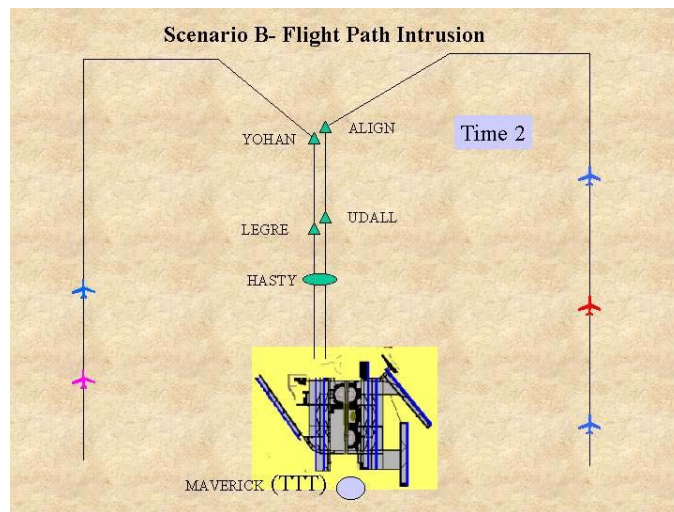 Scenario B- Flight Path Intrusion
ALIGN
YOHAN
Time 2
UDALL
LEGRE
HASTY
MAVERICK (TTT)